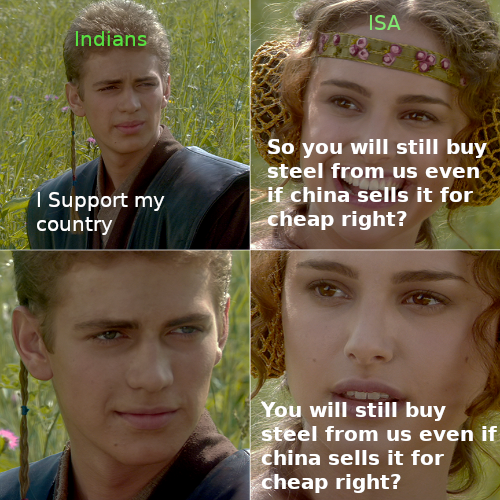 Indians
I Support my
country
ISA
So you will still buy
steel from us even
if china sells it for
cheap right?
You will still buy
steel from us even if
china sells it for
cheap right?